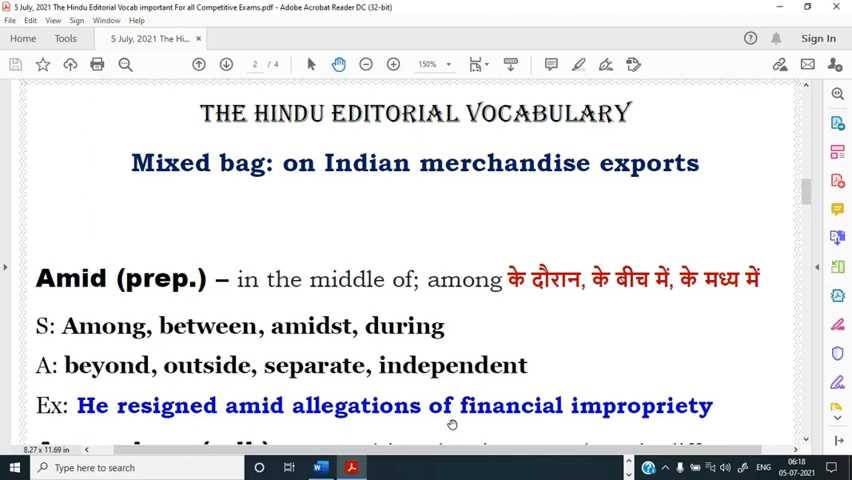 5 July, 2021 The Hindu Editorial Vocab important For all Competitive Exams.pdf - Adobe Acrobat Reader DC (32-bit)
File Edit View Sign Window Help
Home Tools 5 July, 2021 The Hi... × Sign In
2 / 4 150%
THE HINDU EDITORIAL VOCABULARY
Mixed bag: on Indian merchandise exports
Amid (prep.) – in the middle of; among के दौरान, के बीच में, के मध्य में
S: Among, between, amidst, during
A: beyond, outside, separate, independent
Ex: He resigned amid allegations of financial impropriety
8.27 x 11.69 in
Type here to search
ENG
06:18
05-07-2021